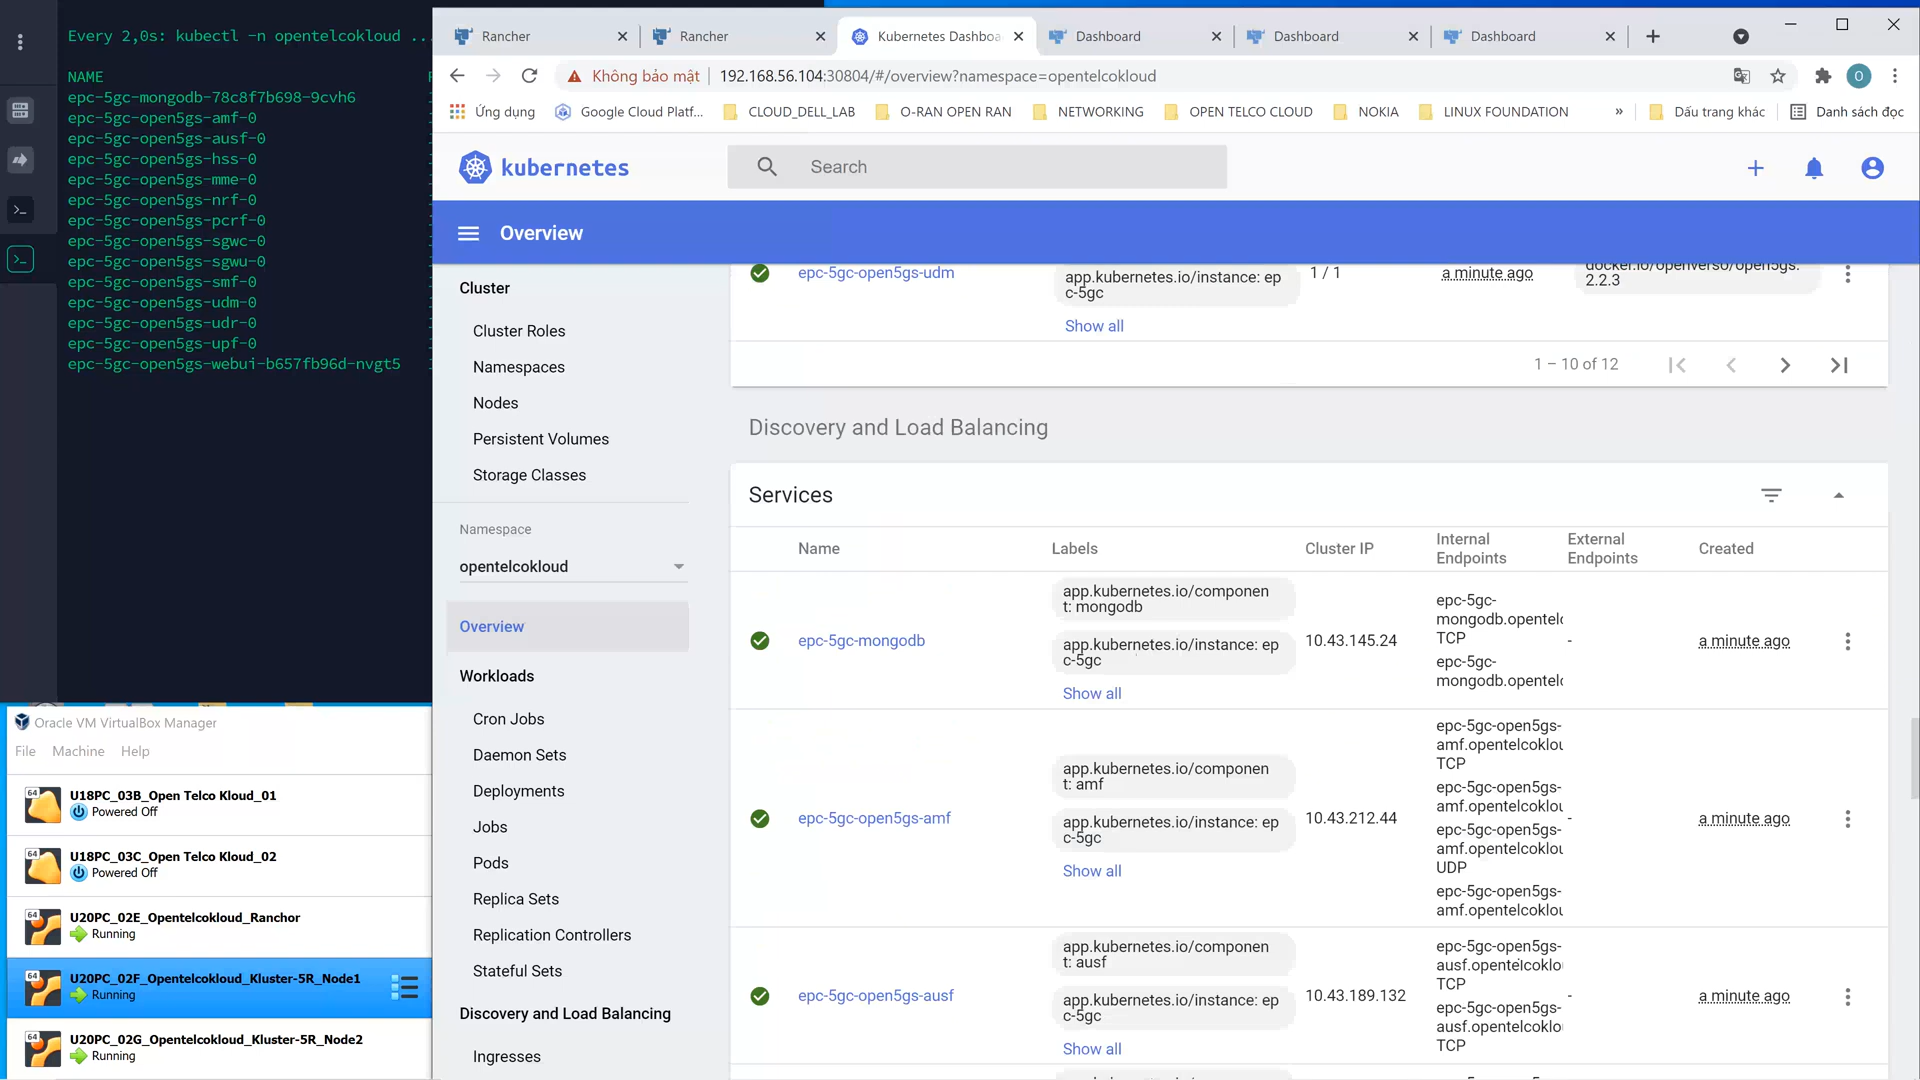 Every 2,0s: kubectl -n opentelcokloud ...
NAME
epc-5gc-mongodb-78c8f7b698-9cvh6
epc-5gc-open5gs-amf-0
epc-5gc-open5gs-ausf-0
epc-5gc-open5gs-hss-0
epc-5gc-open5gs-mme-0
epc-5gc-open5gs-nrf-0
epc-5gc-open5gs-pcrf-0
epc-5gc-open5gs-sgwc-0
epc-5gc-open5gs-sgwu-0
epc-5gc-open5gs-smf-0
epc-5gc-open5gs-udm-0
epc-5gc-open5gs-udr-0
epc-5gc-open5gs-upf-0
epc-5gc-open5gs-webui-b657fb96d-nvgt5
Oracle VM VirtualBox Manager
File Machine Help
64
U18PC_03B_Open Telco Kloud_01
Powered Off
64
U18PC_03C_Open Telco Kloud_02
Powered Off
64
U20PC_02E_Opentelcokloud_Ranchor
Running
64
U20PC_02F_Opentelcokloud_Kluster-5R_Node1
Running
64
U20PC_02G_Opentelcokloud_Kluster-5R_Node2
Running
Rancher
Rancher
Kubernetes Dashboa
Dashboard
Dashboard
Dashboard
Không bảo mật 192.168.56.104:30804/#/overview?namespace=opentelcokloud
O
Ứng dụng Google Cloud Platf... CLOUD_DELL_LAB O-RAN OPEN RAN NETWORKING OPEN TELCO CLOUD NOKIA LINUX FOUNDATION » Dấu trang khác Danh sách đọc
kubernetes
Search
Overview
Cluster
Cluster Roles
Namespaces
Nodes
Persistent Volumes
Storage Classes
Namespace
opentelcokloud
Overview
Workloads
Cron Jobs
Daemon Sets
Deployments
Jobs
Pods
Replica Sets
Replication Controllers
Stateful Sets
Discovery and Load Balancing
Ingresses
epc-5gc-open5gs-udm
app.kubernetes.io/instance: ep
c-5gc
Show all
1 / 1
a minute ago
docker.io/openverso/open5gs:
2.2.3
1 – 10 of 12
Discovery and Load Balancing
Services
Name
Labels
Cluster IP
Internal
Endpoints
External
Endpoints
Created
epc-5gc-mongodb
app.kubernetes.io/componen
t: mongodb
app.kubernetes.io/instance: ep
c-5gc
Show all
10.43.145.24
epc-5gc-
mongodb.opentelc
TCP
epc-5gc-
mongodb.opentelc
-
a minute ago
epc-5gc-open5gs-amf
app.kubernetes.io/componen
t: amf
app.kubernetes.io/instance: ep
c-5gc
Show all
10.43.212.44
epc-5gc-open5gs-
amf.opentelcoklou
TCP
epc-5gc-open5gs-
amf.opentelcoklou
epc-5gc-open5gs-
amf.opentelcoklou
UDP
epc-5gc-open5gs-
amf.opentelcoklou
-
a minute ago
epc-5gc-open5gs-ausf
app.kubernetes.io/componen
t: ausf
app.kubernetes.io/instance: ep
c-5gc
Show all
10.43.189.132
epc-5gc-open5gs-
ausf.opentelcoklo
TCP
epc-5gc-open5gs-
ausf.opentelcoklo
TCP
-
a minute ago